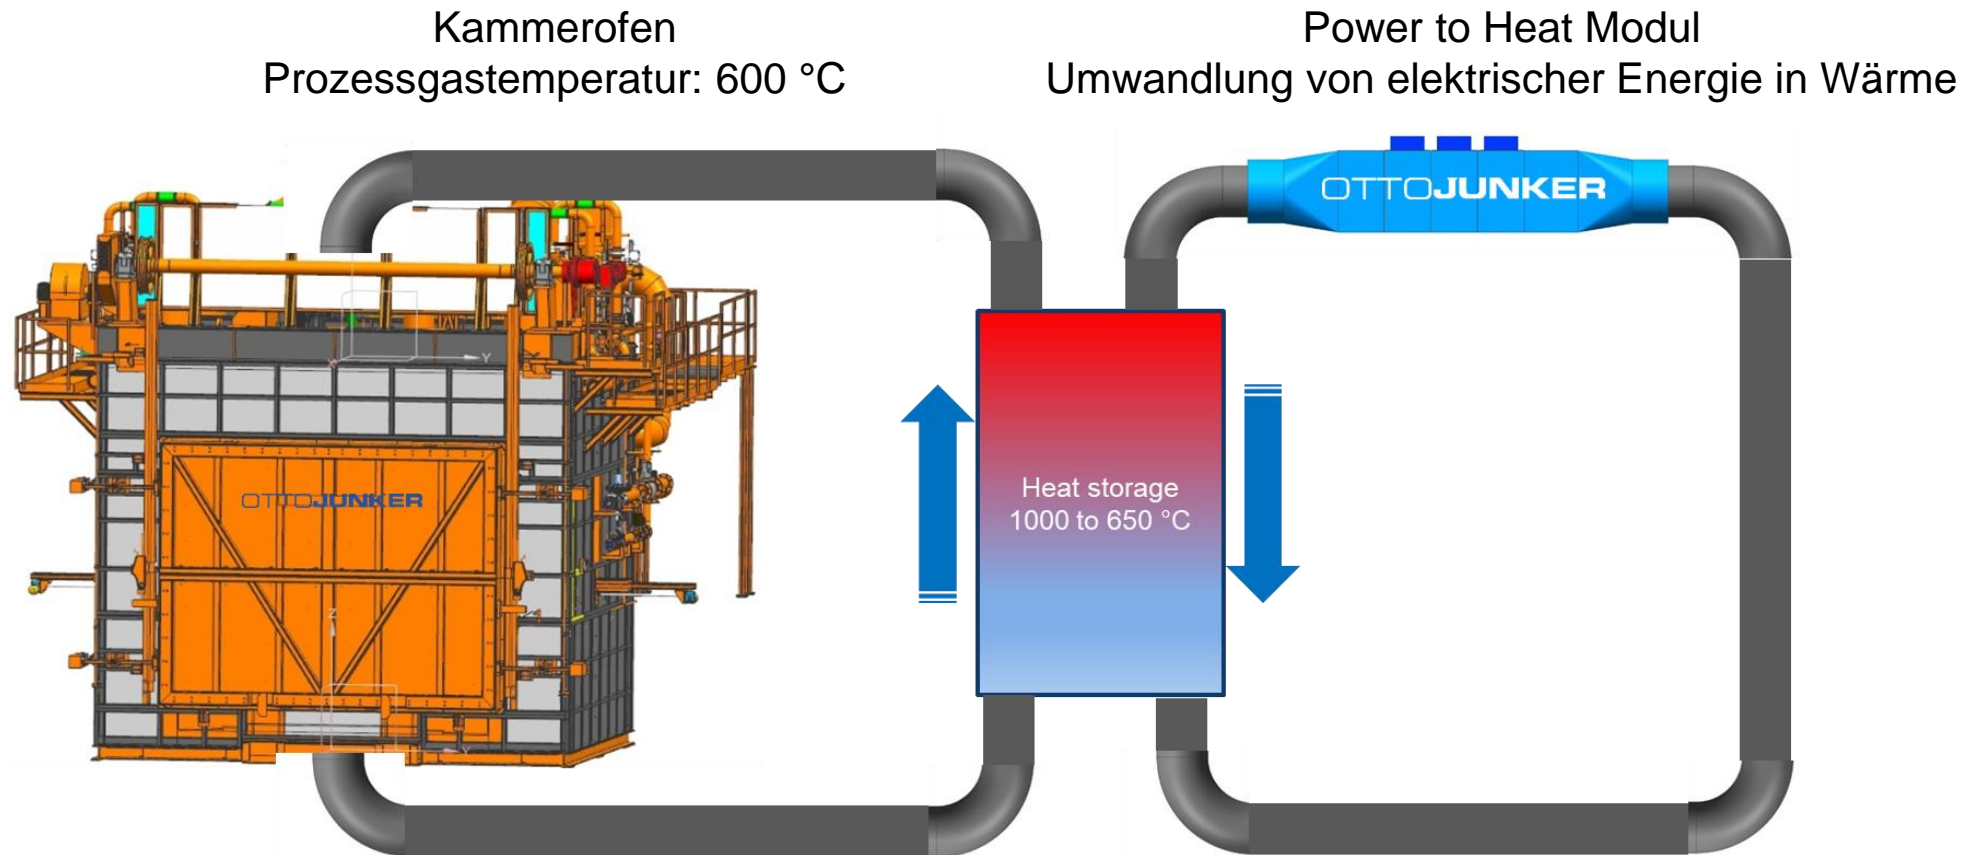 Kammerofen
Prozessgastemperatur: 600 °C
Power to Heat Modul
Umwandlung von elektrischer Energie in Wärme
OTTOJUNKER
OTTOJUNKER
Heat storage
1000 to 650 °C
Y
Z
Y